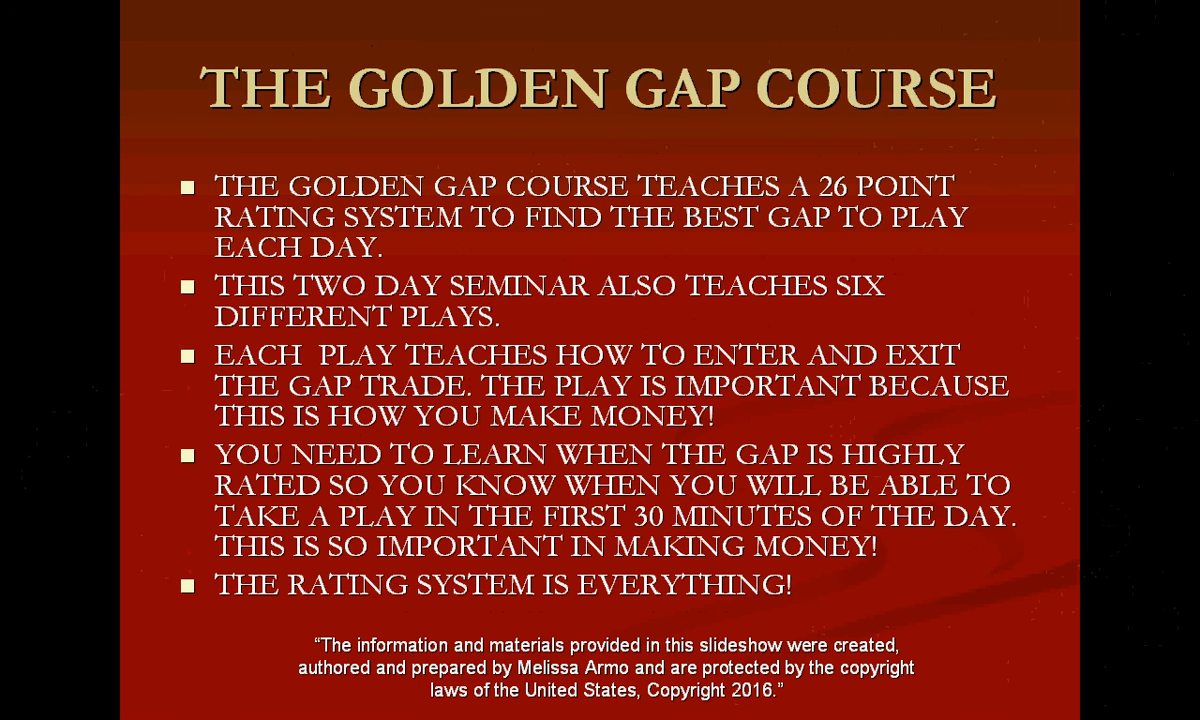 THE GOLDEN GAP COURSE
THE GOLDEN GAP COURSE TEACHES A 26 POINT
RATING SYSTEM TO FIND THE BEST GAP TO PLAY
EACH DAY.
THIS TWO DAY SEMINAR ALSO TEACHES SIX
DIFFERENT PLAYS.
EACH  PLAY TEACHES HOW TO ENTER AND EXIT
THE GAP TRADE. THE PLAY IS IMPORTANT BECAUSE
THIS IS HOW YOU MAKE MONEY!
YOU NEED TO LEARN WHEN THE GAP IS HIGHLY
RATED SO YOU KNOW WHEN YOU WILL BE ABLE TO
TAKE A PLAY IN THE FIRST 30 MINUTES OF THE DAY.
THIS IS SO IMPORTANT IN MAKING MONEY!
THE RATING SYSTEM IS EVERYTHING!
“The information and materials provided in this slideshow were created,
authored and prepared by Melissa Armo and are protected by the copyright
laws of the United States, Copyright 2016.”